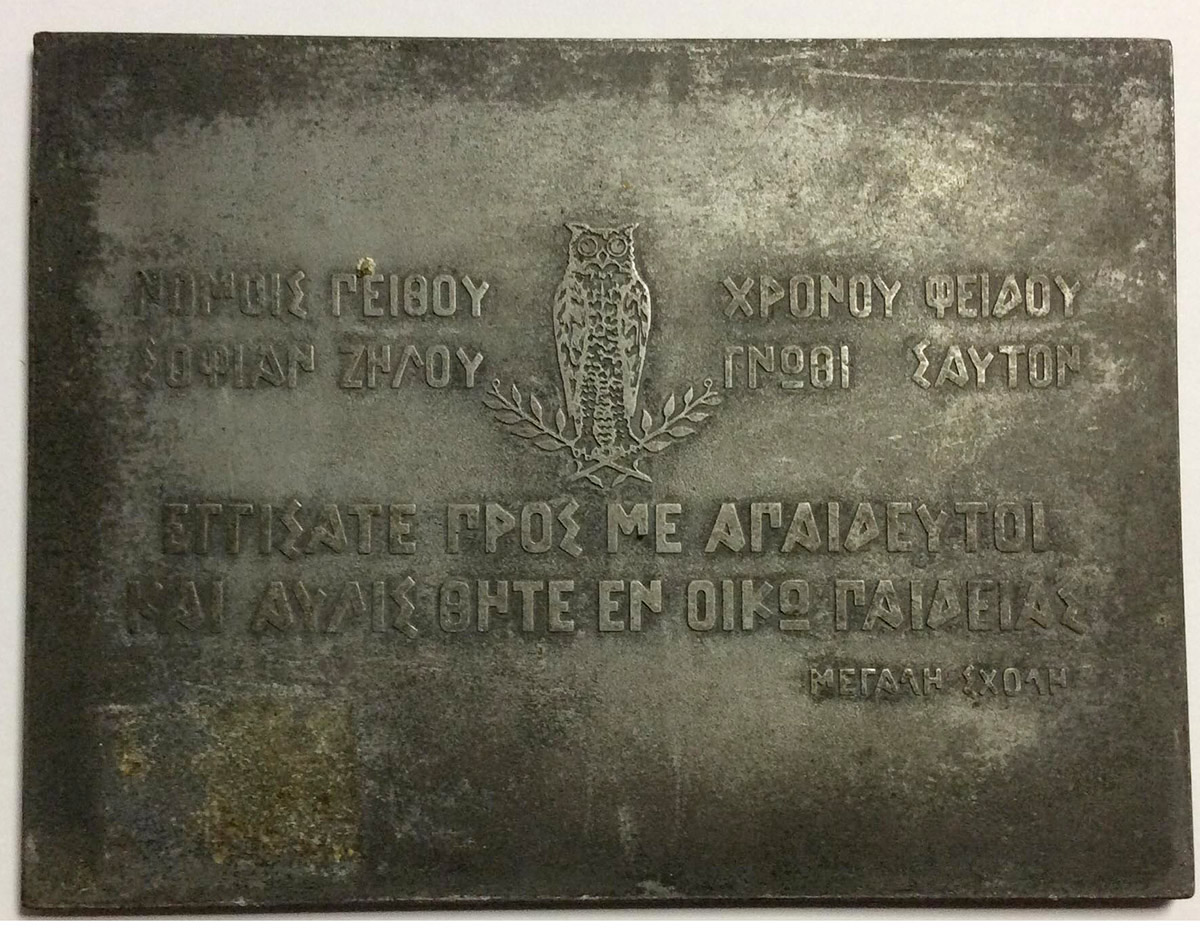 ΝΟΜΟΙΣ ΠΕΙΘΟΥ
ΣΟΦΙΑΝ ΖΗΛΟΥ
ΧΡΟΝΟΥ ΦΕΙΔΟΥ
ΓΝΩΘΙ ΣΑΥΤΟΝ
ΕΓΓΙΣΑΤΕ ΠΡΟΣ ΜΕ ΑΠΑΙΔΕΥΤΟΙ
ΚΑΙ ΑΥΛΙΣΘΗΤΕ ΕΝ ΟΙΚΩ ΠΑΙΔΕΙΑΣ
ΜΕΓΑΛΗ ΣΧΟΛΗ